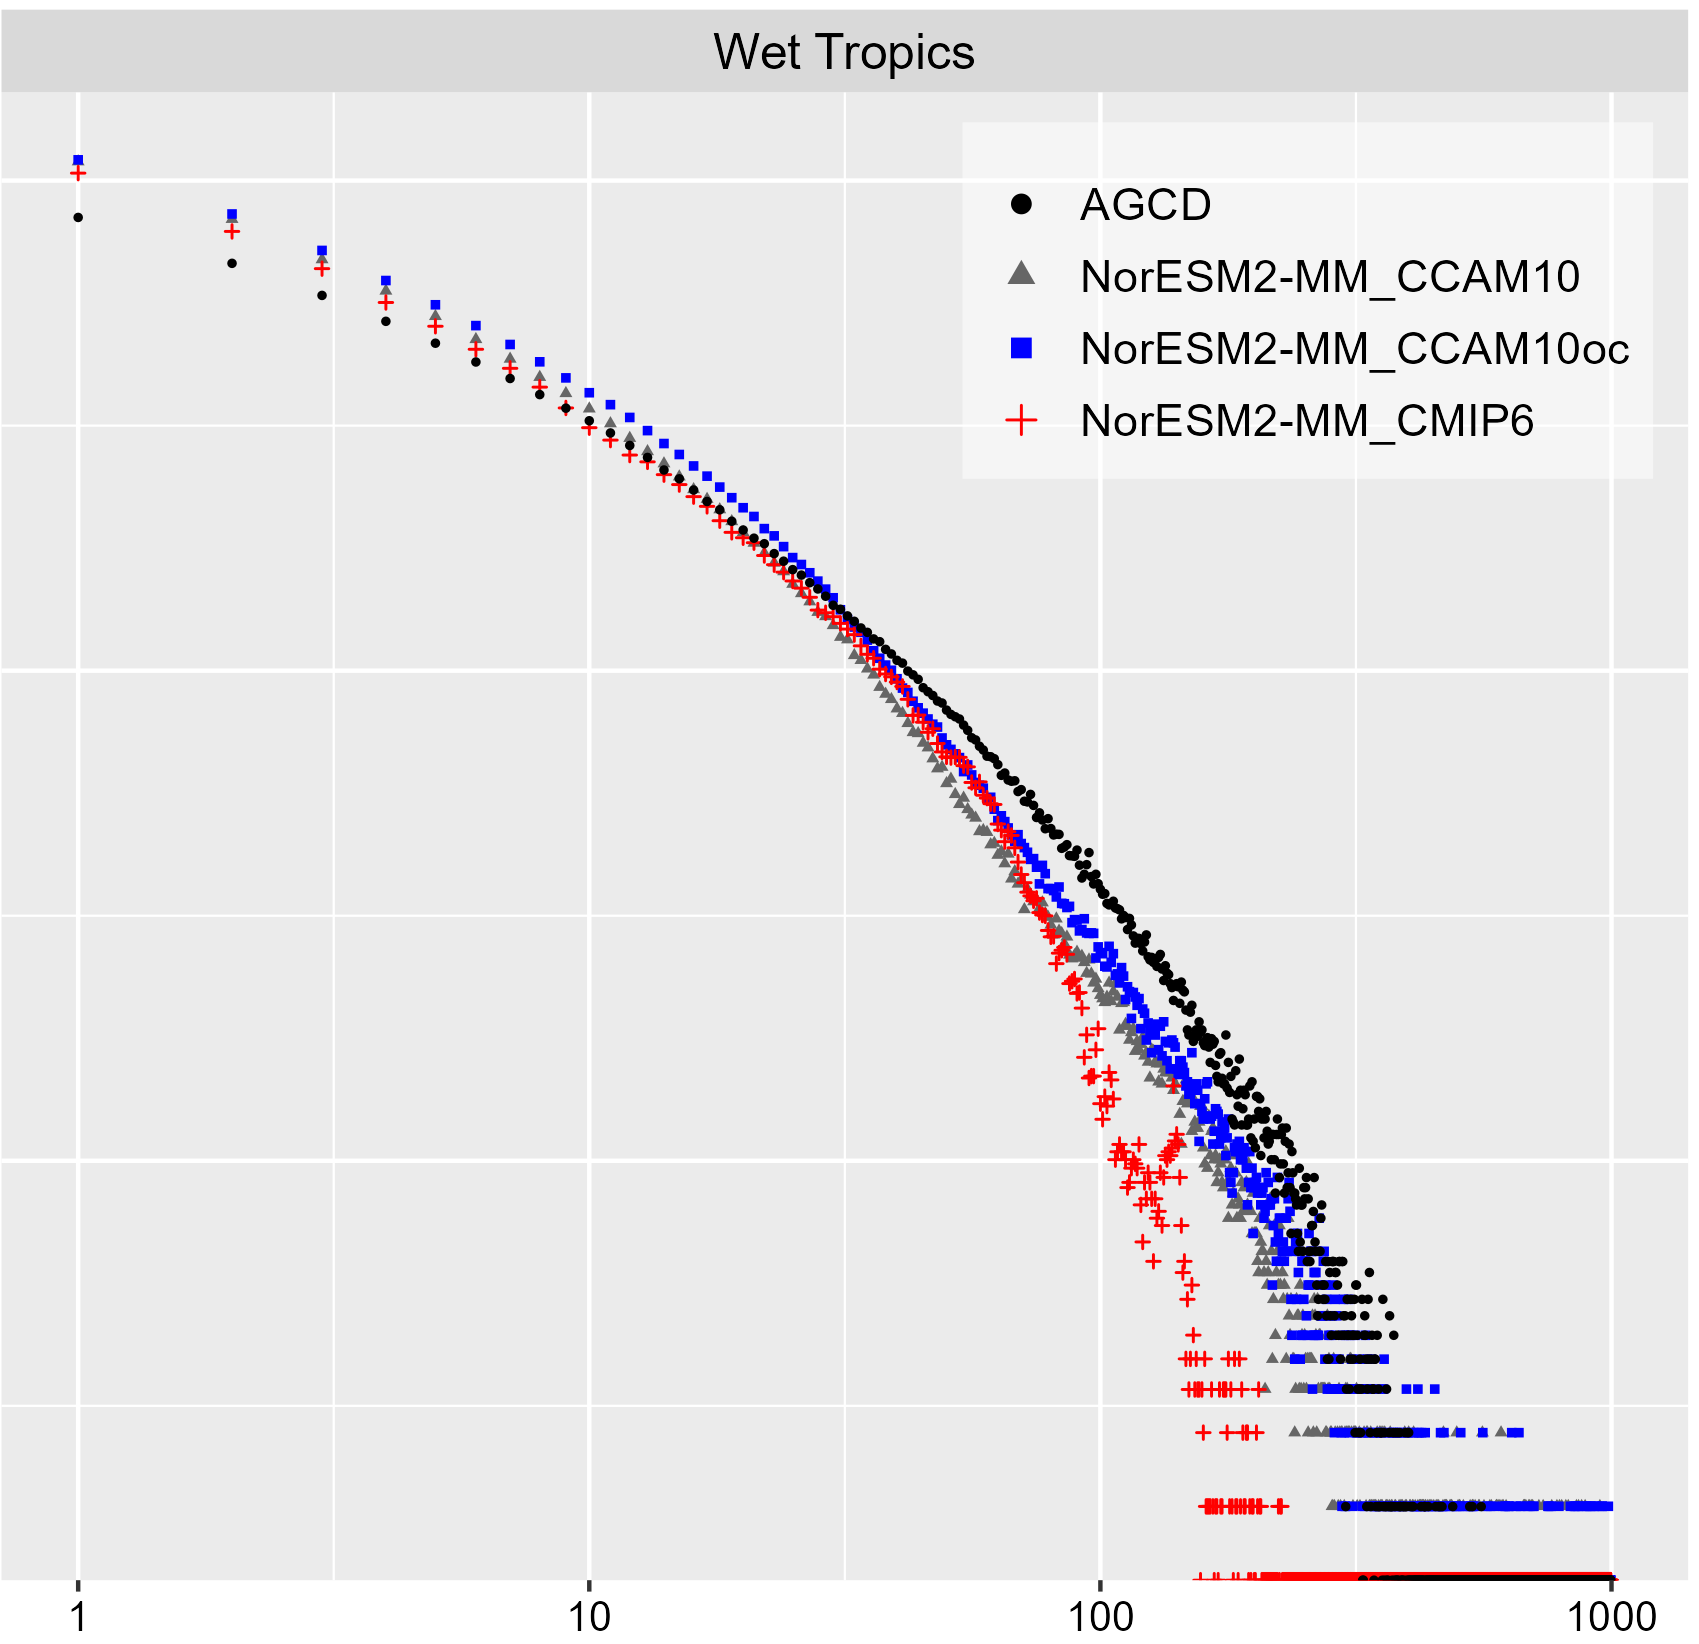 Wet Tropics
AGCD
NorESM2-MM_CCAM10
NorESM2-MM_CCAM10oc
NorESM2-MM_CMIP6
1 10 100 1000